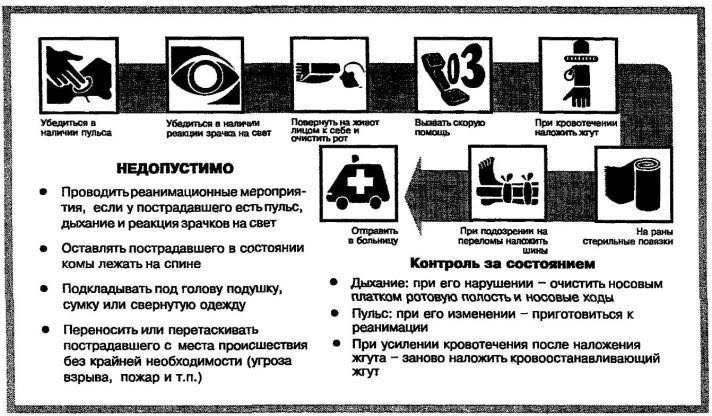 Убедиться в
наличии пульса
Убедиться в наличии
реакции зрачка на свет
Повернуть на живот
лицом к себе и
очистить рот
03
Вызвать скорую
помощь
При кровотечении
наложить жгут
На раны
стерильные повязки
При подозрении на
переломы наложить
шины
Отправить
в больницу
НЕДОПУСТИМО
• Проводить реанимационные мероприя-
тия, если у пострадавшего есть пульс,
дыхание и реакция зрачков на свет
• Оставлять пострадавшего в состоянии
комы лежать на спине
• Подкладывать под голову подушку,
сумку или свернутую одежду
• Переносить или перетаскивать
пострадавшего с места происшествия
без крайней необходимости (угроза
взрыва, пожар и т.п.)
Контроль за состоянием
• Дыхание: при его нарушении – очистить носовым
платком ротовую полость и носовые ходы
• Пульс: при его изменении – приготовиться к
реанимации
• При усилении кровотечения после наложения
жгута – заново наложить кровоостанавливающий
жгут